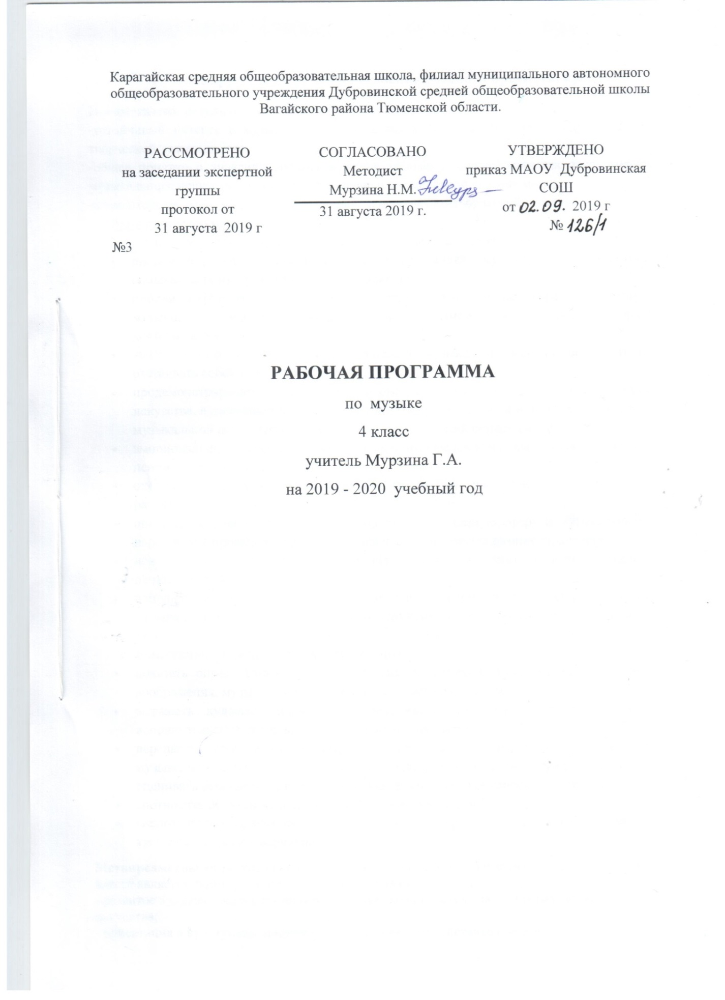 Карагайская средняя общеобразовательная школа, филиал муниципального автономного
общеобразовательного учреждения Дубровинской средней общеобразовательной школы
Вагайского района Тюменской области.
РАССМОТРЕНО
на заседании экспертной
группы
протокол от
31 августа 2019 г
№3
СОГЛАСОВАНО
Методист
Мурзина Н.М.
31 августа 2019 г.
УТВЕРЖДЕНО
приказ МАОУ Дубровинская
СОШ
от 02.09. 2019 г
№ 126/1
РАБОЧАЯ ПРОГРАММА
по музыке
4 класс
учитель Мурзина Г.А.
на 2019 - 2020 учебный год